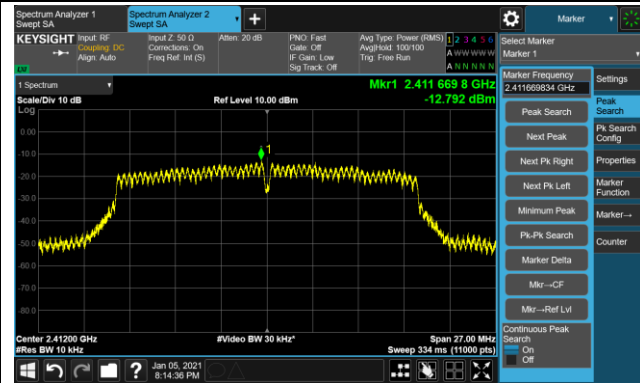 Spectrum Analyzer 1
Swept SA
Spectrum Analyzer 2
Swept SA
+
Marker
KEYSIGHT
Input: RF
Coupling: DC
Align: Auto
Input Z: 50 Ω
Corrections: On
Freq Ref: Int (S)
Atten: 20 dB
PNO: Fast
Gate: Off
IF Gain: Low
Sig Track: Off
Avg Type: Power (RMS)
Avg|Hold: 100/100
Trig: Free Run
1 2 3 4 5 6
A W W W W W
A N N N N N
LNI
Select Marker
Marker 1
1 Spectrum
Mkr1 2.411 669 8 GHz
Scale/Div 10 dB
Ref Level 10.00 dBm
-12.792 dBm
Log
0.00
-10.0
-20.0
-30.0
-40.0
-50.0
-60.0
-70.0
-80.0
1
Center 2.41200 GHz
#Video BW 30 kHz*
Span 27.00 MHz
#Res BW 10 kHz
Sweep 334 ms (11000 pts)
Marker Frequency
2.411669834 GHz
Peak Search
Next Peak
Next Pk Right
Next Pk Left
Minimum Peak
Pk-Pk Search
Marker Delta
Mkr→CF
Mkr→Ref Lvl
Continuous Peak
Search
On
Off
Settings
Peak
Search
Pk Search
Config
Properties
Marker
Function
Marker→
Counter
?
Jan 05, 2021
8:14:36 PM